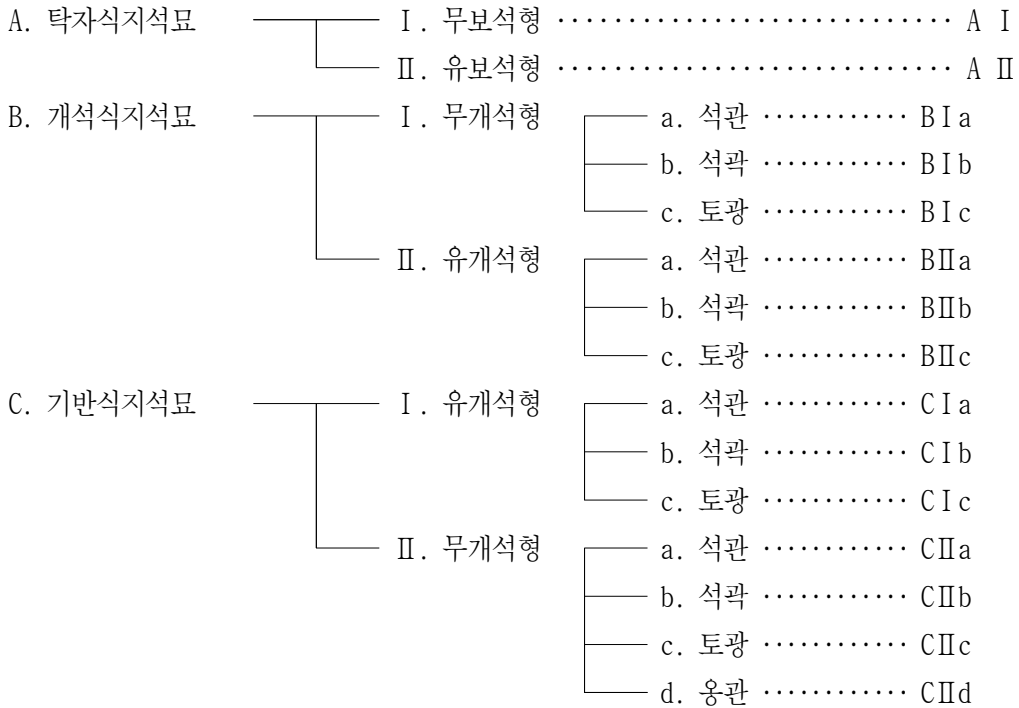 A. 탁자식지석묘 Ⅰ. 무보석형 ···························· A Ⅰ
Ⅱ. 유보석형 ···························· A Ⅱ
B. 개석식지석묘 Ⅰ. 무개석형 a. 석관 ············ BⅠa
b. 석곽 ············ BⅠb
c. 토광 ············ BⅠc
Ⅱ. 유개석형 a. 석관 ············ BⅡa
b. 석곽 ············ BⅡb
c. 토광 ············ BⅡc
C. 기반식지석묘 Ⅰ. 유개석형 a. 석관 ············ CⅠa
b. 석곽 ············ CⅠb
c. 토광 ············ CⅠc
Ⅱ. 무개석형 a. 석관 ············ CⅡa
b. 석곽 ············ CⅡb
c. 토광 ············ CⅡc
d. 옹관 ············ CⅡd